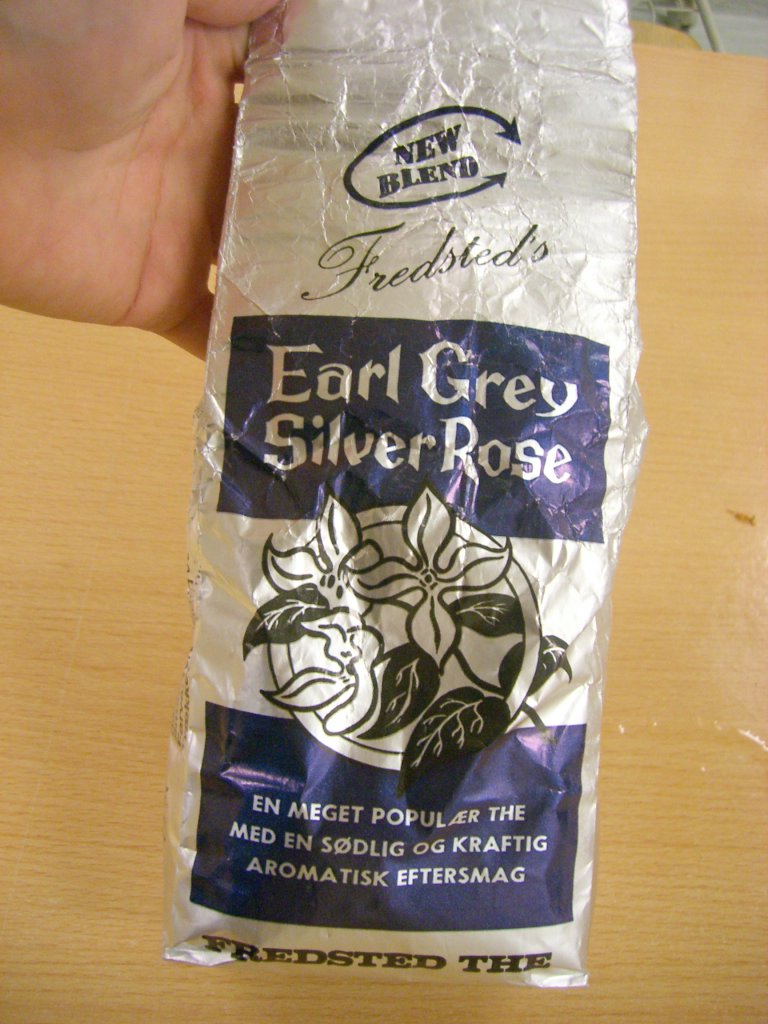 NEW
BLEND
Fredsted's
Earl Grey
Silver Rose
EN MEGET POPULÆR THE
MED EN SØDLIG OG KRAFTIG
AROMATISK EFTERSMAG
FREDSTED THE